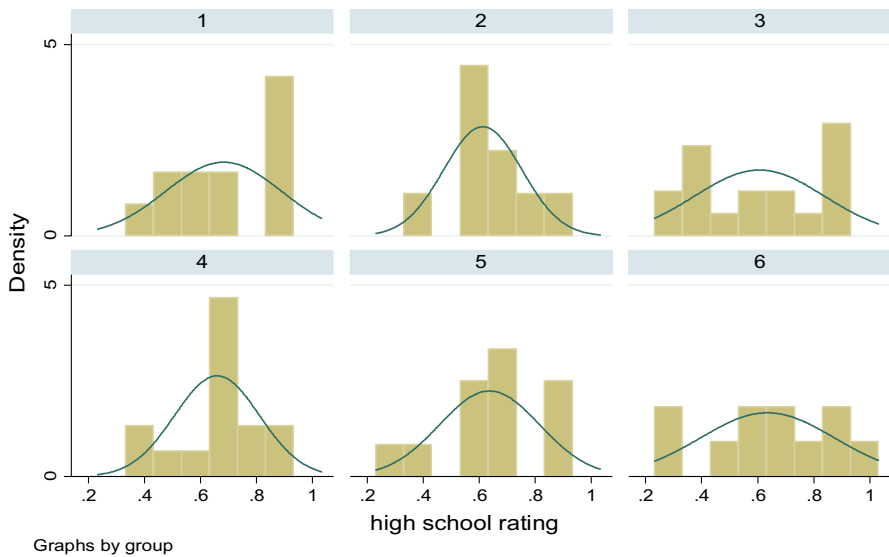 1 2 3
5
0
Density
4 5 6
5
0
.2 .4 .6 .8 1 .2 .4 .6 .8 1 .2 .4 .6 .8 1
high school rating
Graphs by group